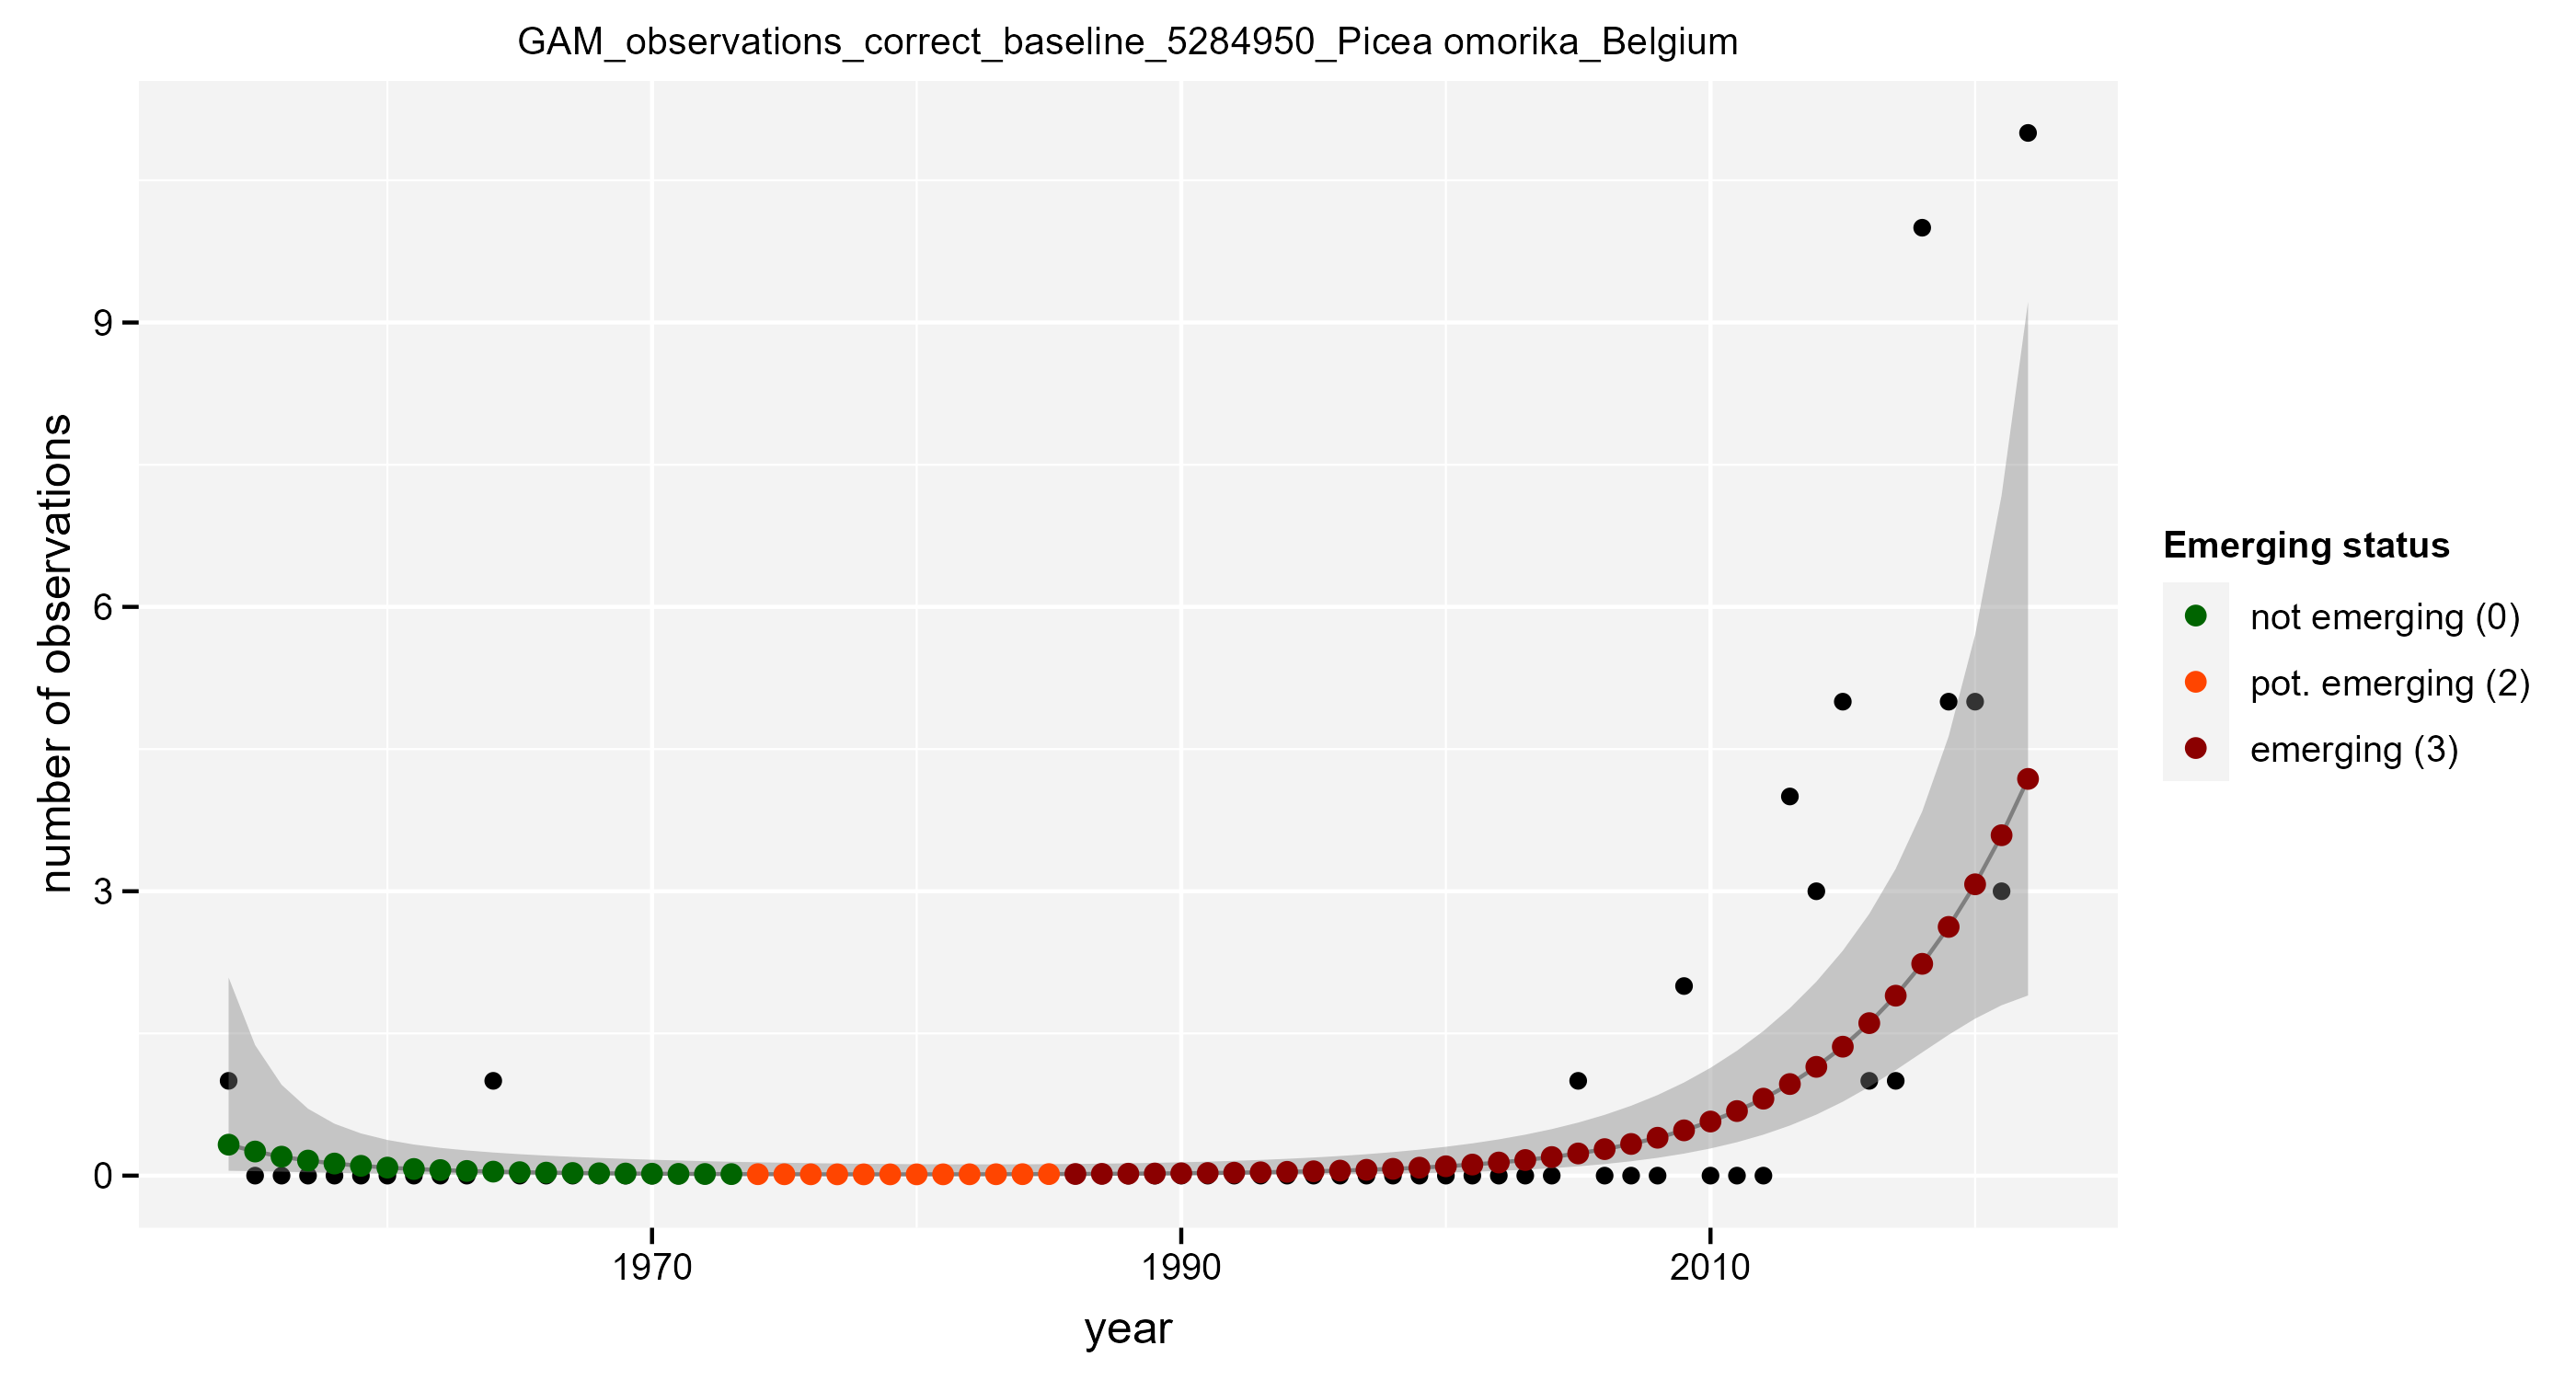 GAM_observations_correct_baseline_5284950_Picea omorika_Belgium
number of observations
9
6
3
0
1970
1990
2010
year
Emerging status
not emerging (0)
pot. emerging (2)
emerging (3)